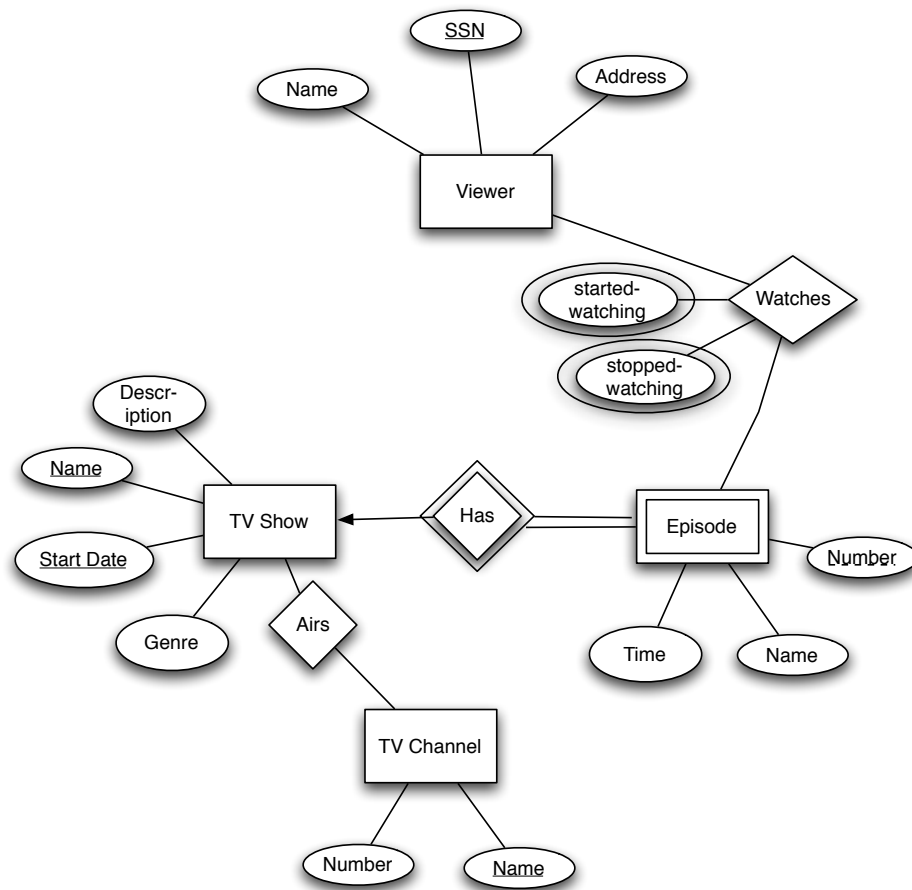 SSN
Name
Address
Viewer
started-
watching
Watches
stopped-
watching
Descr-
iption
Name
TV Show
Has
Episode
Start Date
Number
Genre
Airs
Time
Name
TV Channel
Number
Name